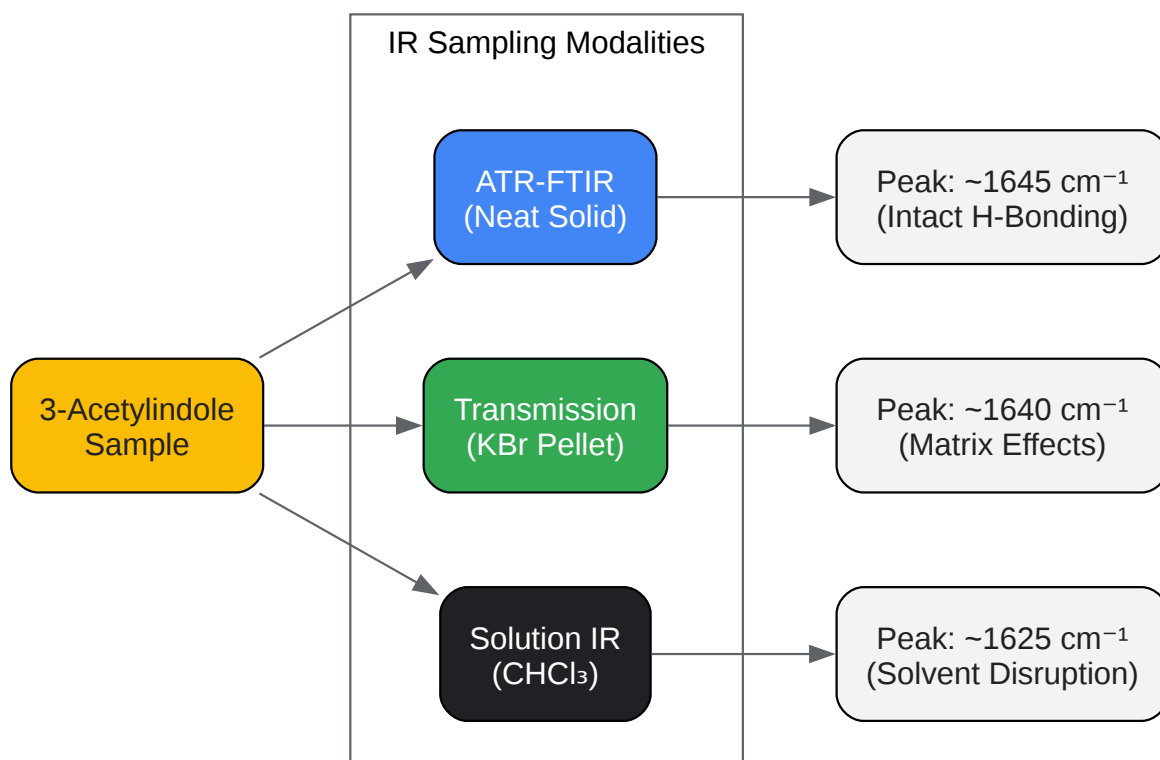 IR Sampling Modalities
ATR-FTIR
(Neat Solid)
Peak: ~1645 cm⁻¹
(Intact H-Bonding)
3-Acetylindole
Sample
Transmission
(KBr Pellet)
Peak: ~1640 cm⁻¹
(Matrix Effects)
Solution IR
(CHCl₃)
Peak: ~1625 cm⁻¹
(Solvent Disruption)